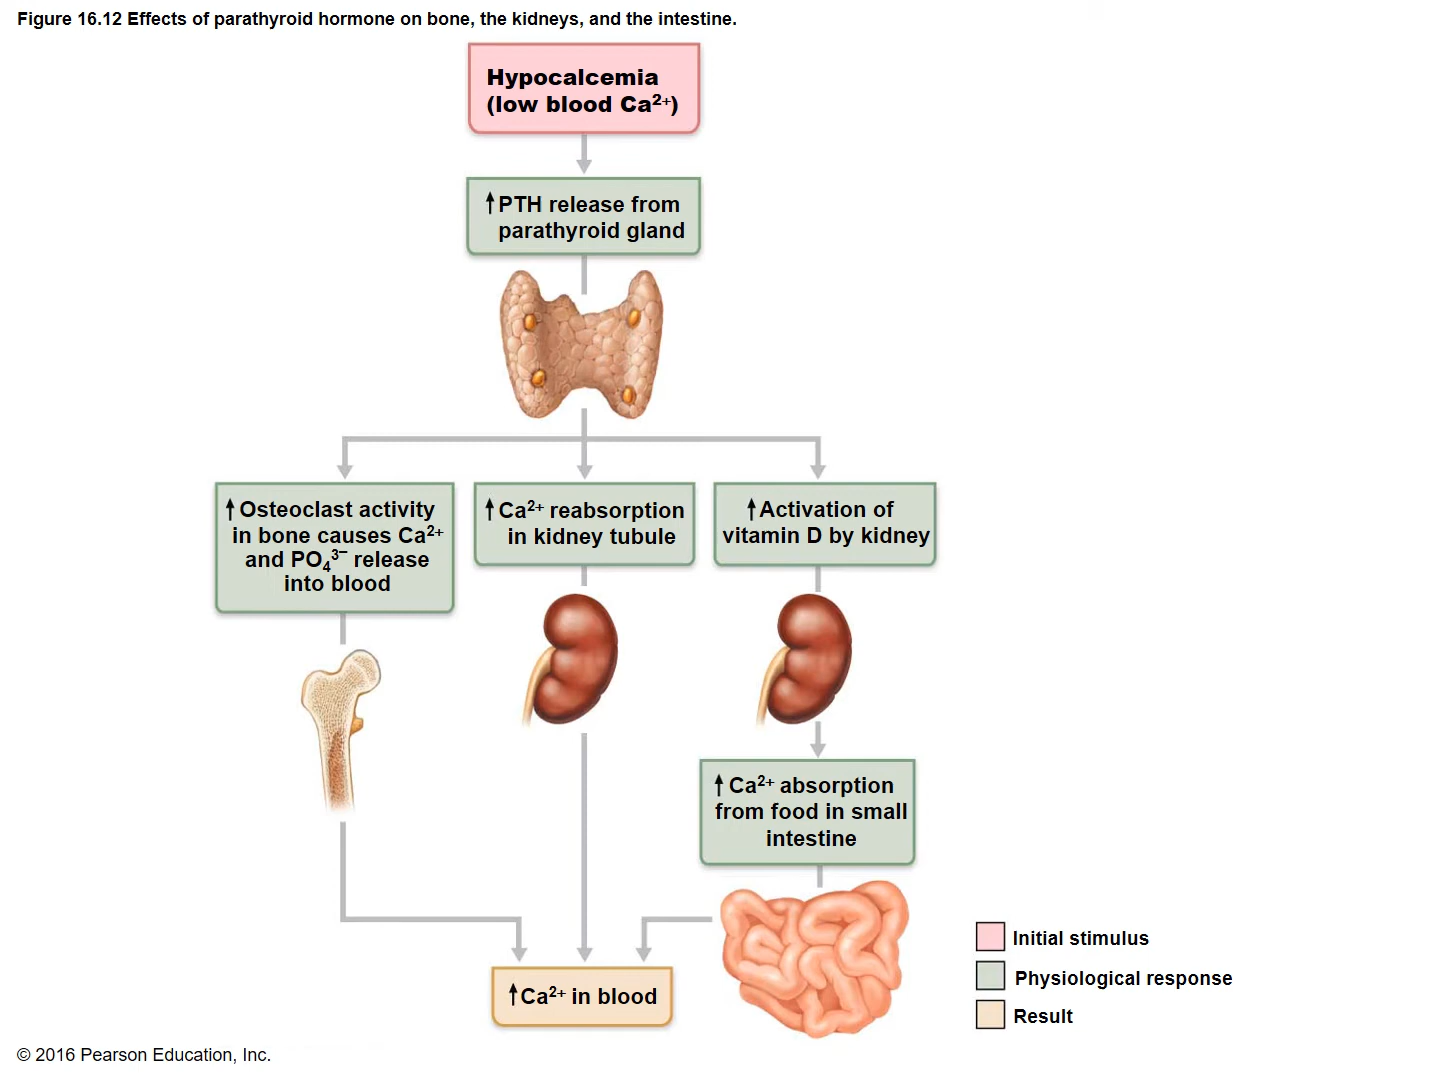 Figure 16.12 Effects of parathyroid hormone on bone, the kidneys, and the intestine.
Hypocalcemia
(low blood Ca²⁺)
↑PTH release from
parathyroid gland
↑Osteoclast activity
in bone causes Ca²⁺
and PO₄³⁻ release
into blood
↑Ca²⁺ reabsorption
in kidney tubule
↑Activation of
vitamin D by kidney
↑Ca²⁺ absorption
from food in small
intestine
↑Ca²⁺ in blood
Initial stimulus
Physiological response
Result
© 2016 Pearson Education, Inc.